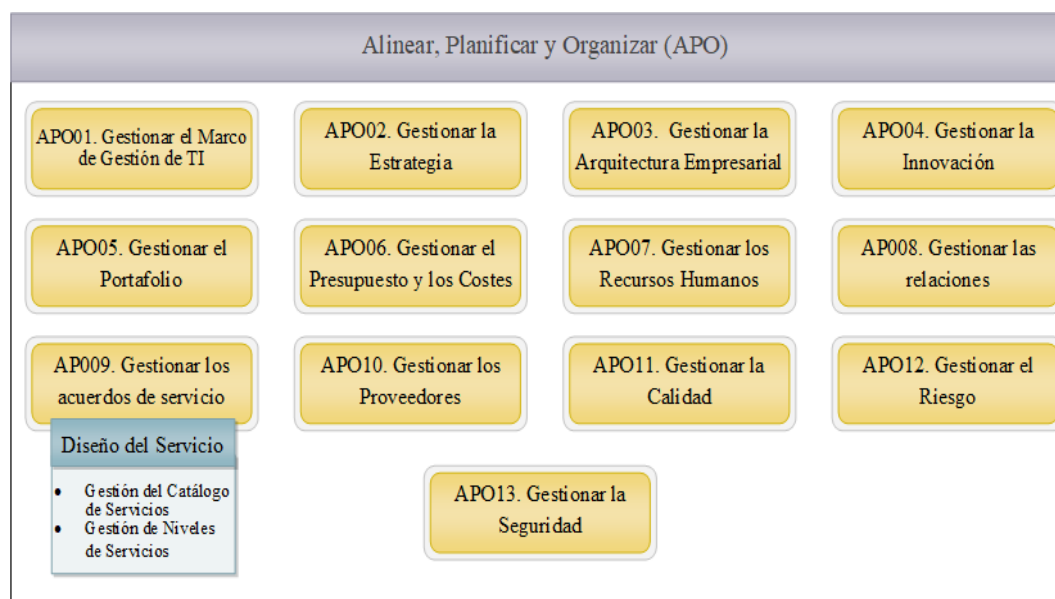 Alinear, Planificar y Organizar (APO)
APO01. Gestionar el Marco
de Gestión de TI
APO02. Gestionar la
Estrategia
APO03. Gestionar la
Arquitectura Empresarial
APO04. Gestionar la
Innovación
APO05. Gestionar el
Portafolio
APO06. Gestionar el
Presupuesto y los Costes
APO07. Gestionar los
Recursos Humanos
AP008. Gestionar las
relaciones
AP009. Gestionar los
acuerdos de servicio
APO10. Gestionar los
Proveedores
APO11. Gestionar la
Calidad
APO12. Gestionar el
Riesgo
Diseño del Servicio
• Gestión del Catálogo
de Servicios
• Gestión de Niveles
de Servicios
APO13. Gestionar la
Seguridad